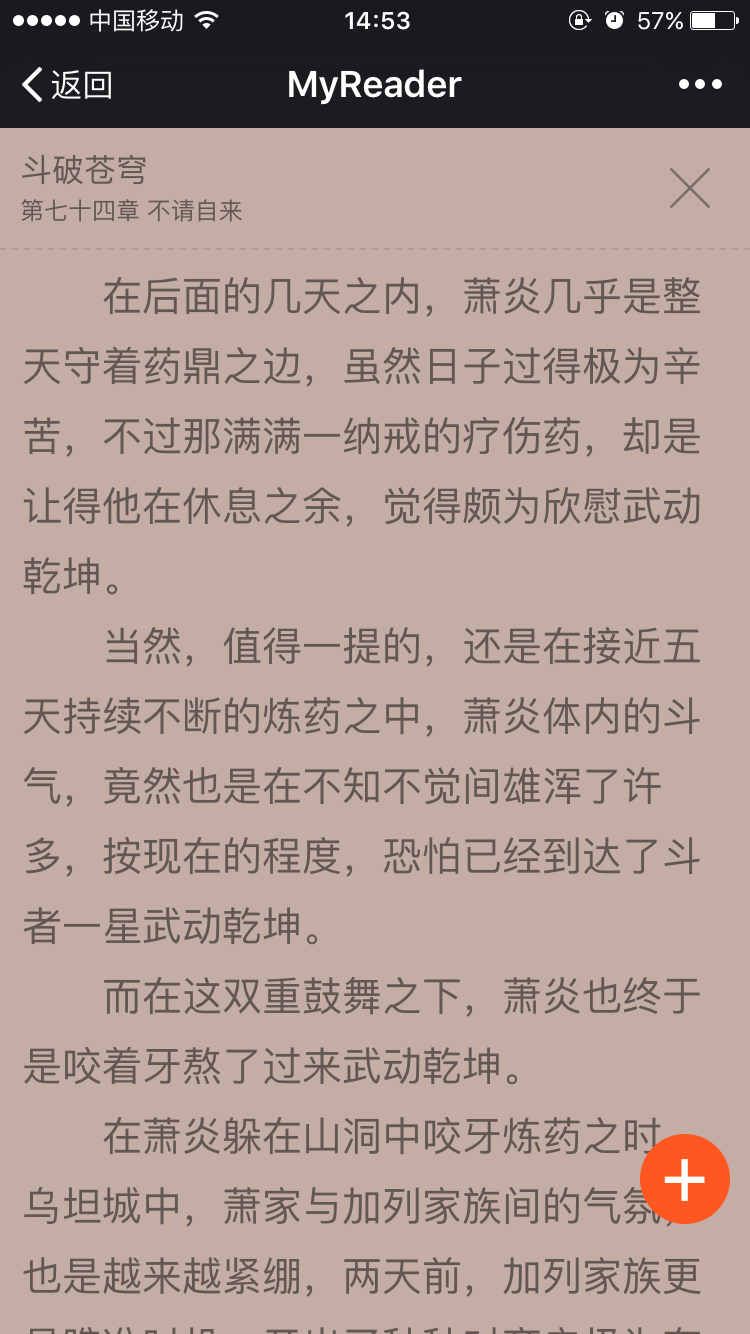 中国移动 14:53 57%
返回 MyReader
斗破苍穹
第七十四章 不请自来
在后面的几天之内，萧炎几乎是整
天守着药鼎之边，虽然日子过得极为辛
苦，不过那满满一纳戒的疗伤药，却是
让得他在休息之余，觉得颇为欣慰武动
乾坤。
当然，值得一提的，还是在接近五
天持续不断的炼药之中，萧炎体内的斗
气，竟然也是在不知不觉间雄浑了许
多，按现在的程度，恐怕已经到达了斗
者一星武动乾坤。
而在这双重鼓舞之下，萧炎也终于
是咬着牙熬了过来武动乾坤。
在萧炎躲在山洞中咬牙炼药之时
乌坦城中，萧家与加列家族间的气氛，
也是越来越紧绷，两天前，加列家族更